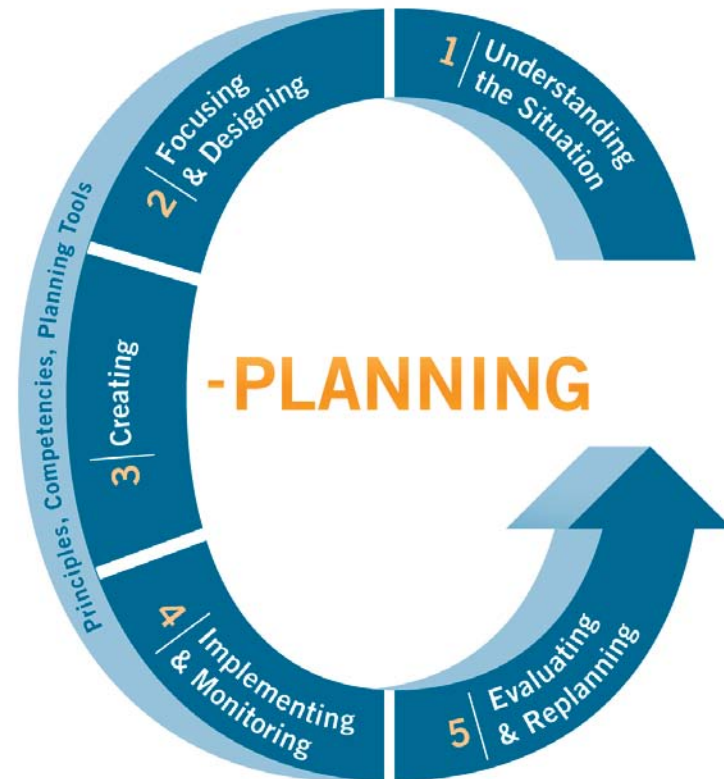 1 Understanding
the Situation
2 Focusing
& Designing
3 Creating
4 Implementing
& Monitoring
5 Evaluating
& Replanning
Principles, Competencies, Planning Tools
-PLANNING